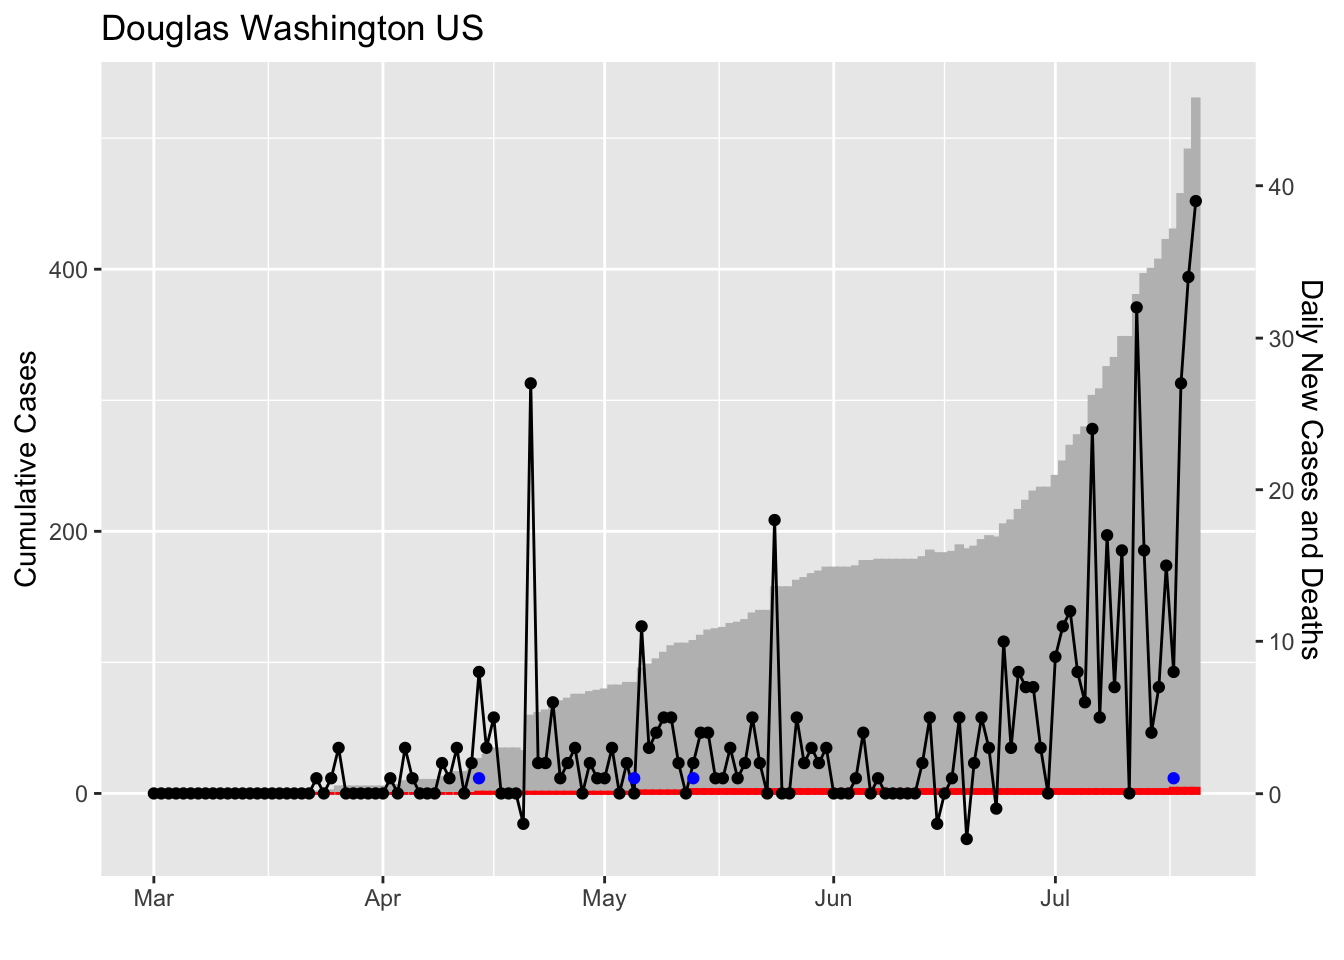 Douglas Washington US
Cumulative Cases
400
200
0
40
30
20
10
0
Daily New Cases and Deaths
Mar
Apr
May
Jun
Jul